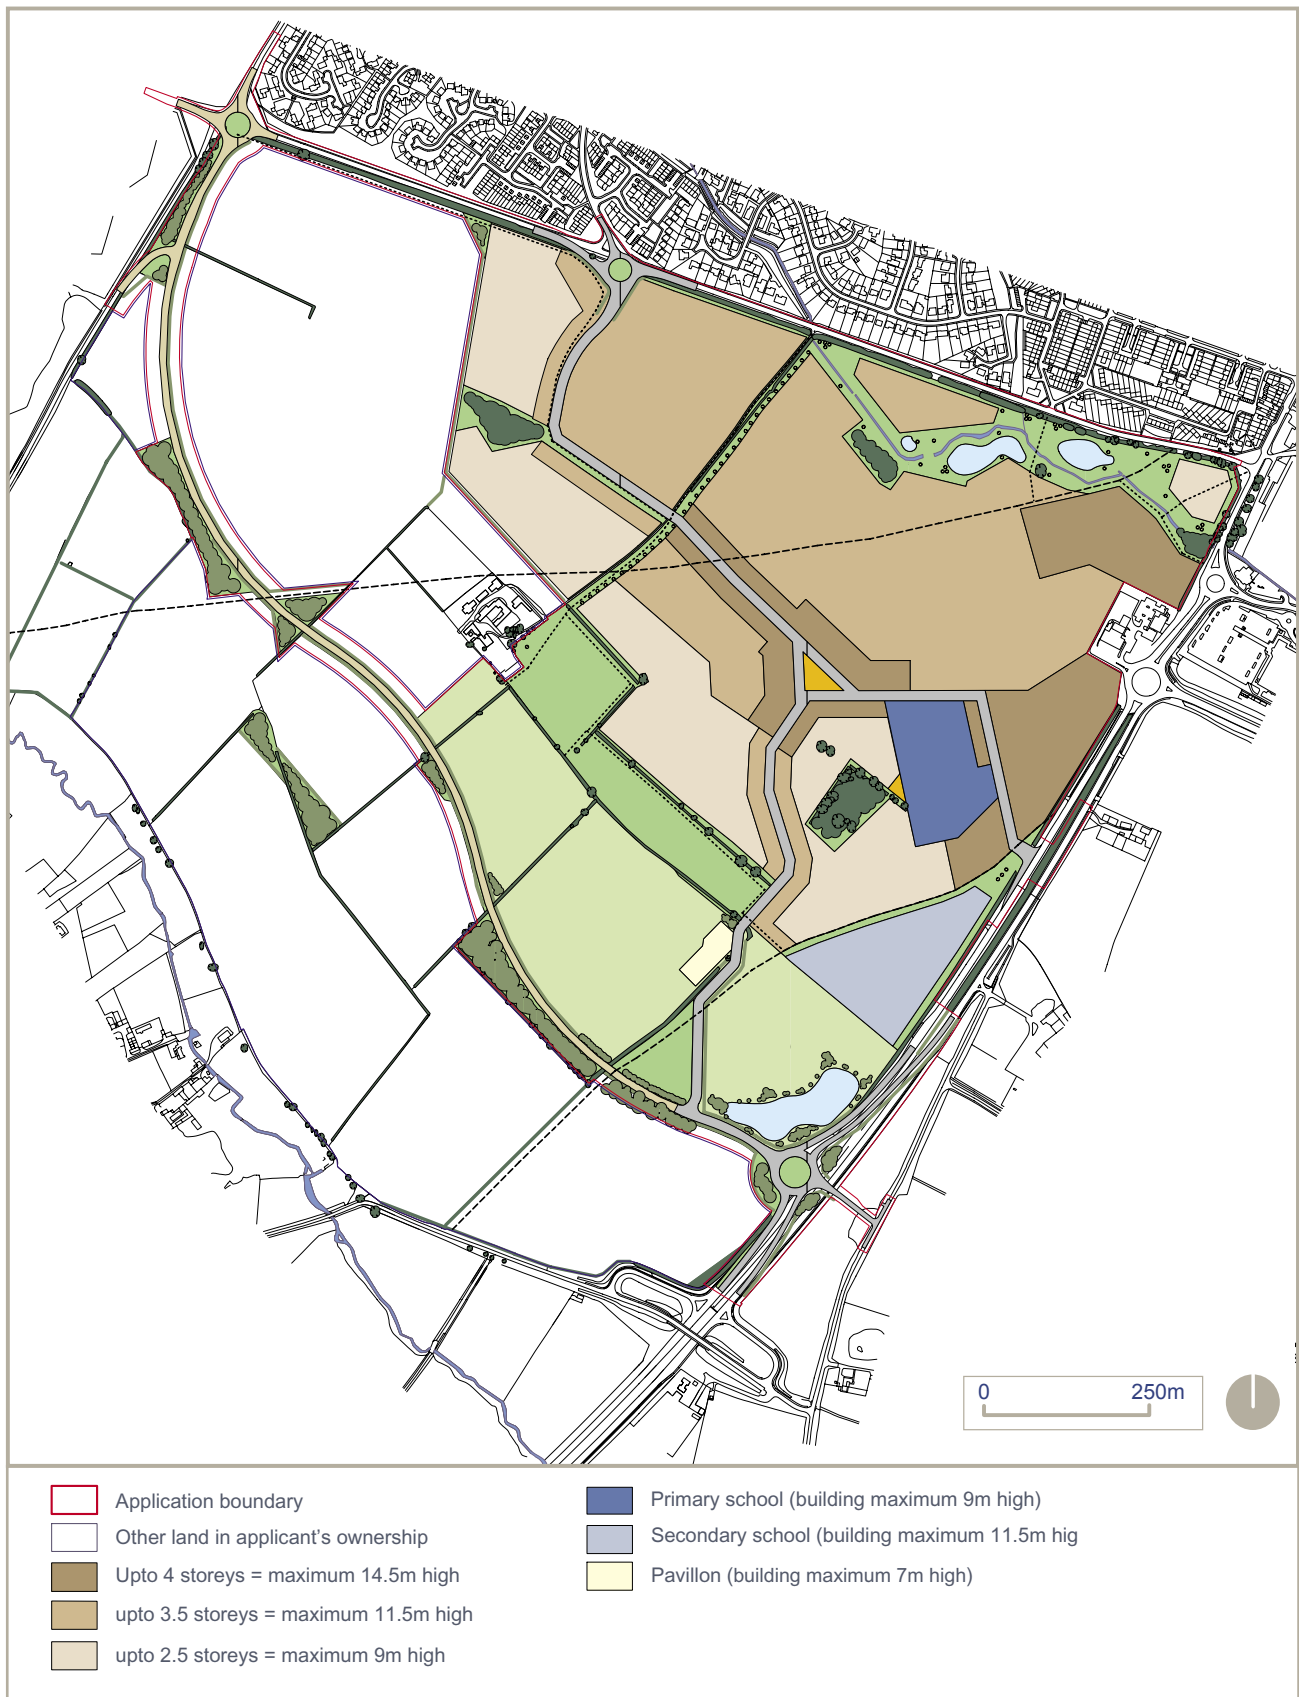 0 250m
Application boundary
Other land in applicant's ownership
Upto 4 storeys = maximum 14.5m high
upto 3.5 storeys = maximum 11.5m high
upto 2.5 storeys = maximum 9m high
Primary school (building maximum 9m high)
Secondary school (building maximum 11.5m hig
Pavillon (building maximum 7m high)